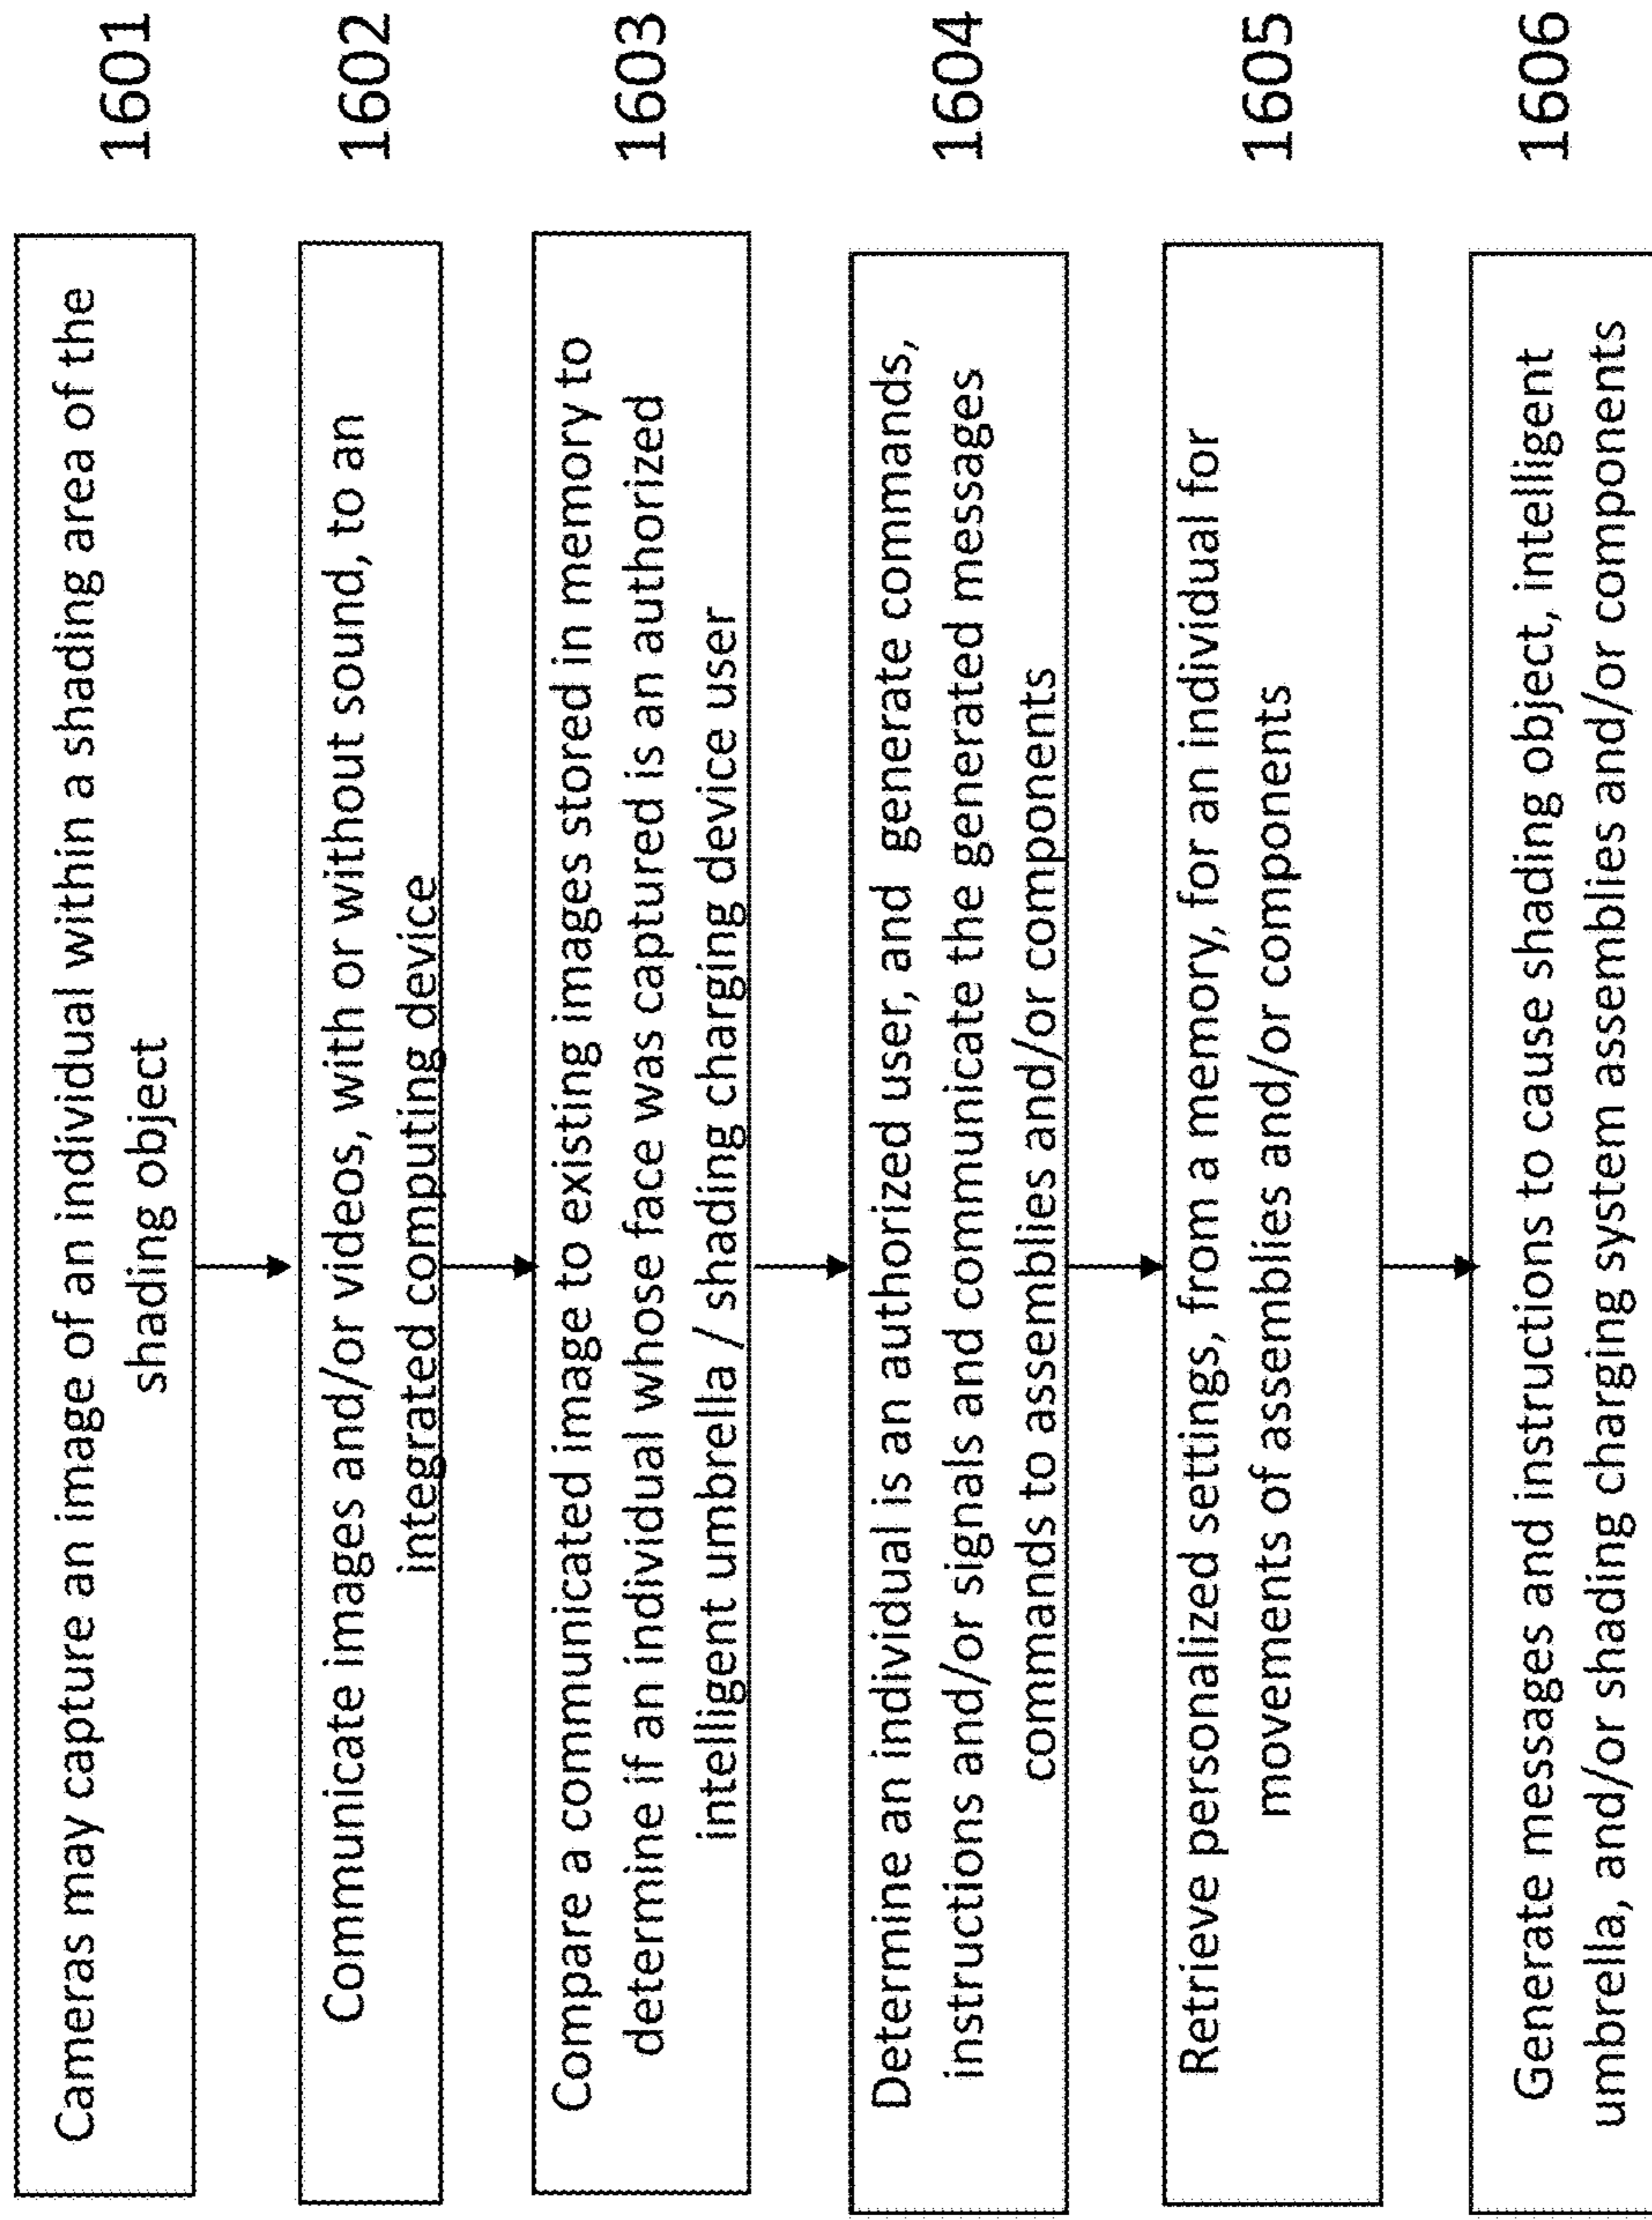 Cameras may capture an image of an individual within a shading area of the
shading object
1601
Communicate images and/or videos, with or without sound, to an
integrated computing device
1602
Compare a communicated image to existing images stored in memory to
determine if an individual whose face was captured is an authorized
intelligent umbrella / shading charging device user
1603
Determine an individual is an authorized user, and generate commands,
instructions and/or signals and communicate the generated messages
commands to assemblies and/or components
1604
Retrieve personalized settings, from a memory, for an individual for
movements of assemblies and/or components
1605
Generate messages and instructions to cause shading object, intelligent
umbrella, and/or shading charging system assemblies and/or components
1606